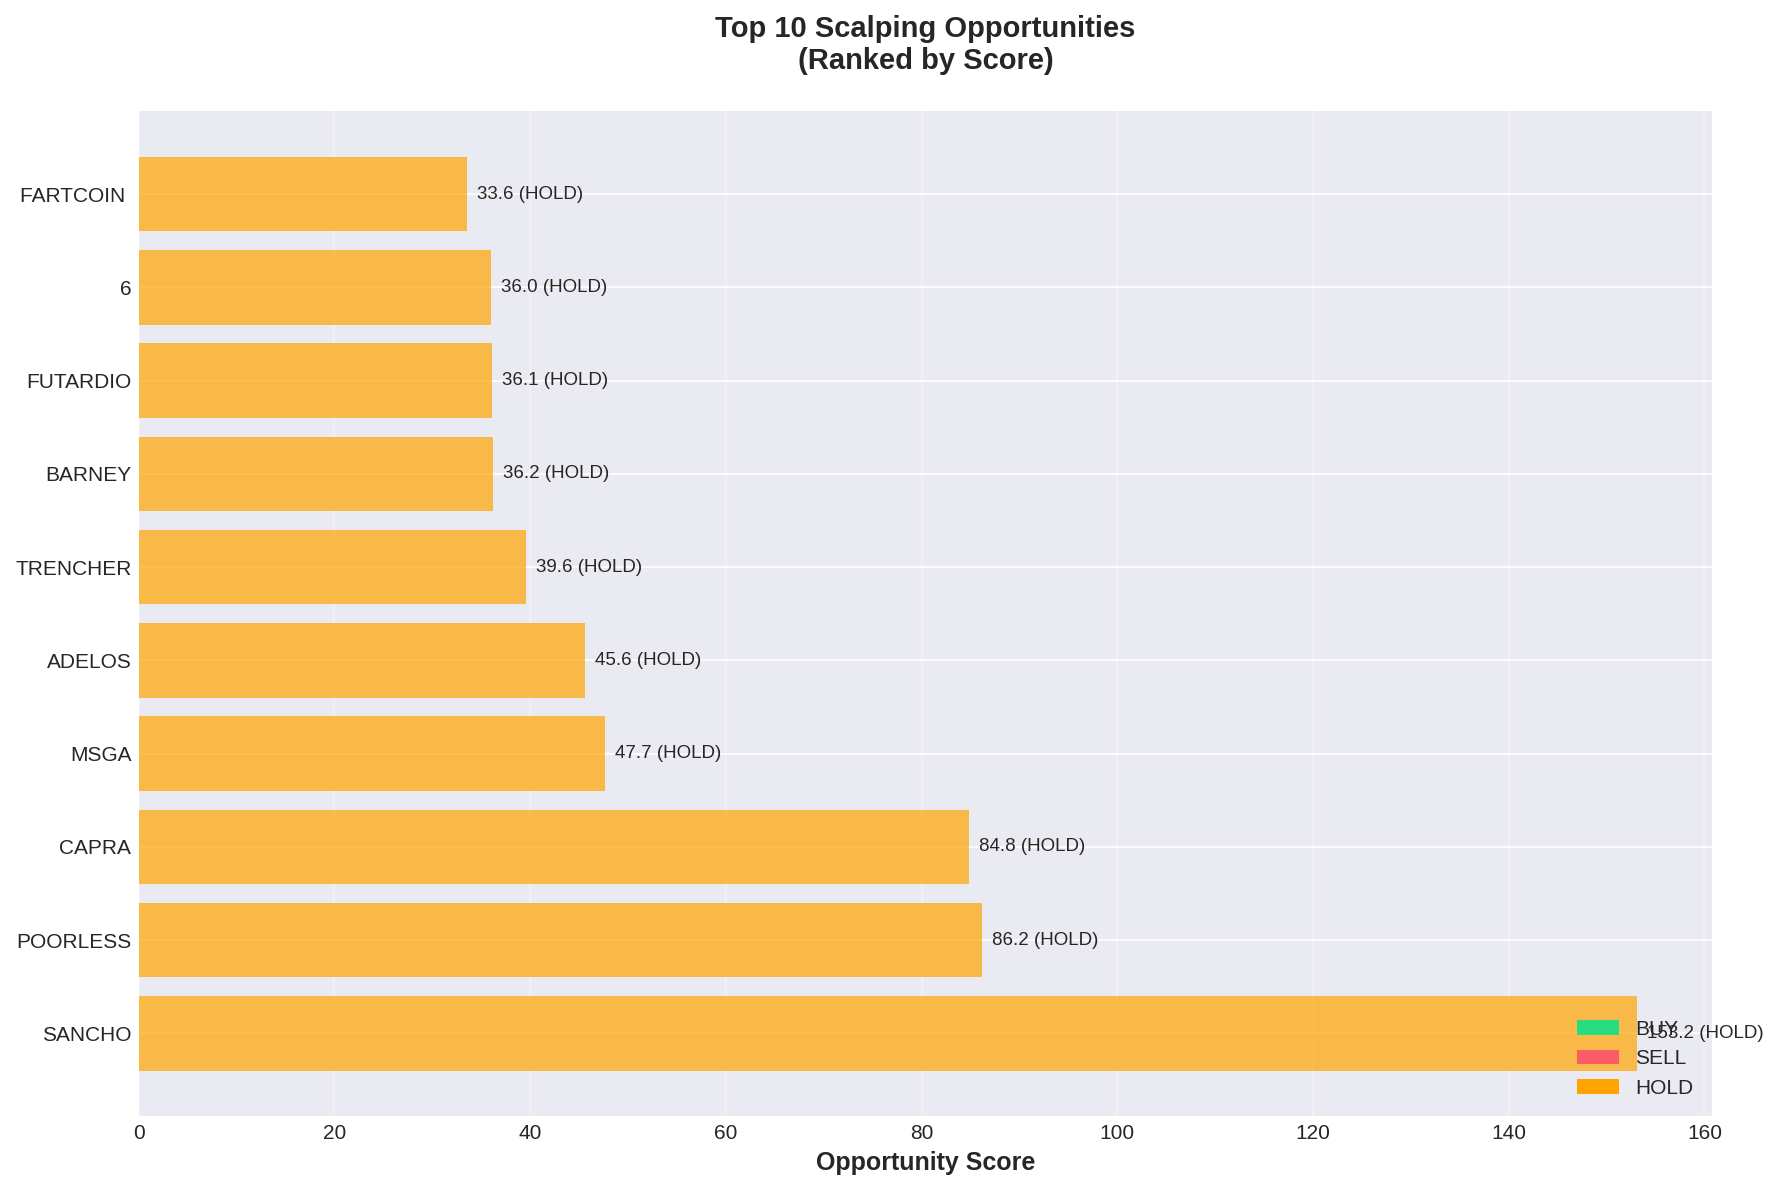 Top 10 Scalping Opportunities
(Ranked by Score)
FARTCOIN 33.6 (HOLD)
6 36.0 (HOLD)
FUTARDIO 36.1 (HOLD)
BARNEY 36.2 (HOLD)
TRENCHER 39.6 (HOLD)
ADELOS 45.6 (HOLD)
MSGA 47.7 (HOLD)
CAPRA 84.8 (HOLD)
POORLESS 86.2 (HOLD)
SANCHO 153.2 (HOLD)
BUY
SELL
HOLD
0 20 40 60 80 100 120 140 160
Opportunity Score